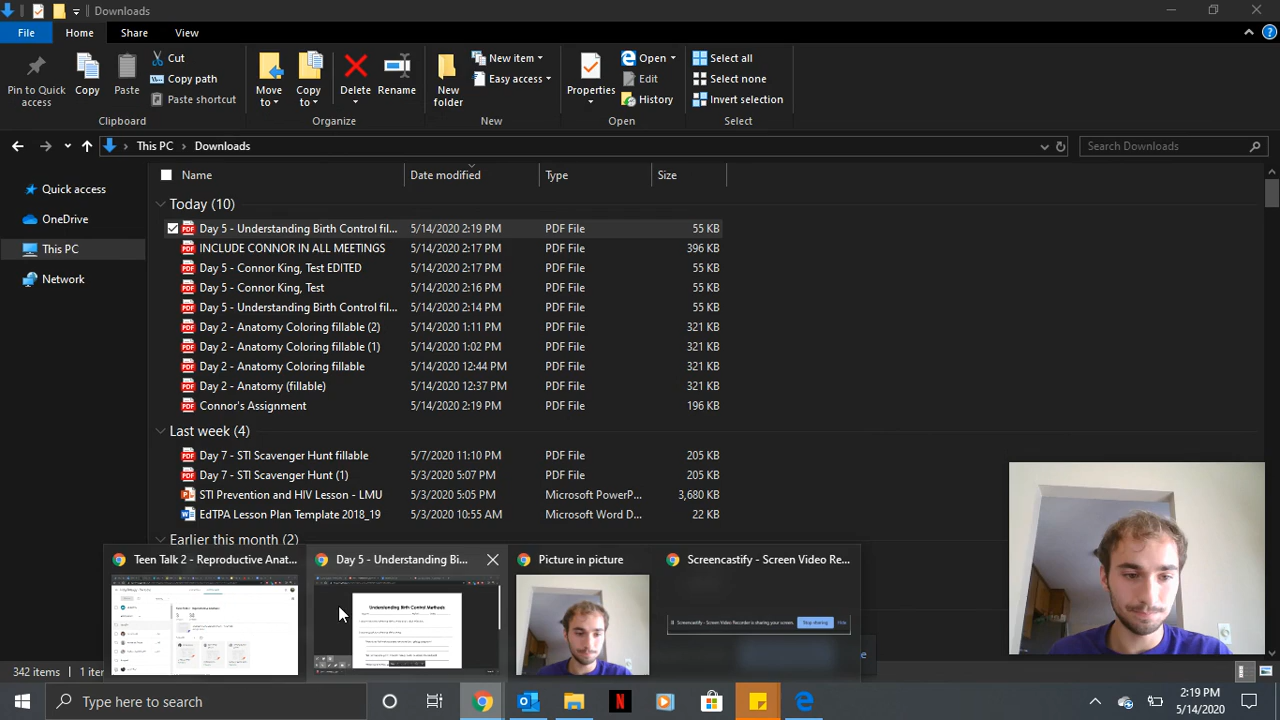 Downloads
File Home Share View
Pin to Quick access
Copy
Paste
Cut
Copy path
Paste shortcut
Clipboard
Move to
Copy to
Delete
Rename
Organize
New folder
New item
Easy access
New
Properties
Open
Edit
History
Open
Select all
Select none
Invert selection
Select
This PC Downloads
Search Downloads
Quick access
OneDrive
This PC
Network
Name Date modified Type Size
Today (10)
Day 5 - Understanding Birth Control fil... 5/14/2020 2:19 PM PDF File 55 KB
INCLUDE CONNOR IN ALL MEETINGS 5/14/2020 2:17 PM PDF File 396 KB
Day 5 - Connor King, Test EDITED 5/14/2020 2:17 PM PDF File 55 KB
Day 5 - Connor King, Test 5/14/2020 2:16 PM PDF File 55 KB
Day 5 - Understanding Birth Control fil... 5/14/2020 2:14 PM PDF File 55 KB
Day 2 - Anatomy Coloring fillable (2) 5/14/2020 1:11 PM PDF File 321 KB
Day 2 - Anatomy Coloring fillable (1) 5/14/2020 1:02 PM PDF File 321 KB
Day 2 - Anatomy Coloring fillable 5/14/2020 12:44 PM PDF File 321 KB
Day 2 - Anatomy (fillable) 5/14/2020 12:37 PM PDF File 321 KB
Connor's Assignment 5/14/2020 2:19 PM PDF File 196 KB
Last week (4)
Day 7 - STI Scavenger Hunt fillable 5/7/2020 11:10 PM PDF File 205 KB
Day 7 - STI Scavenger Hunt (1) 5/3/2020 5:07 PM PDF File 205 KB
STI Prevention and HIV Lesson - LMU 5/3/2020 5:05 PM Microsoft PowerP... 3,680 KB
EdTPA Lesson Plan Template 2018_19 5/3/2020 10:55 AM Microsoft Word D... 22 KB
Earlier this month (2)
Teen Talk 2 - Reproductive Anat... Day 5 - Understanding Bi... Picture in picture Screencastify - Screen Video Re...
Understanding Birth Control Methods
Screencastify - Screen Video Recorder is sharing your screen. Stop sharing Hide
342 items 1 ite
Type here to search
2:19 PM
5/14/2020